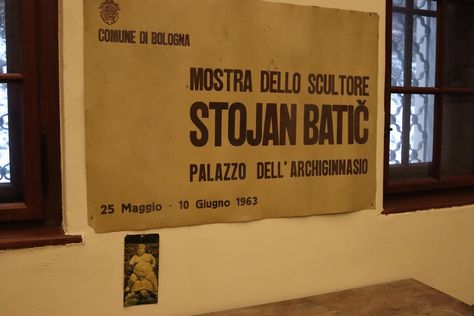 COMUNE DI BOLOGNA
MOSTRA DELLO SCULTORE
STOJAN BATIČ
PALAZZO DELL'ARCHIGINNASIO
25 Maggio - 10 Giugno 1963